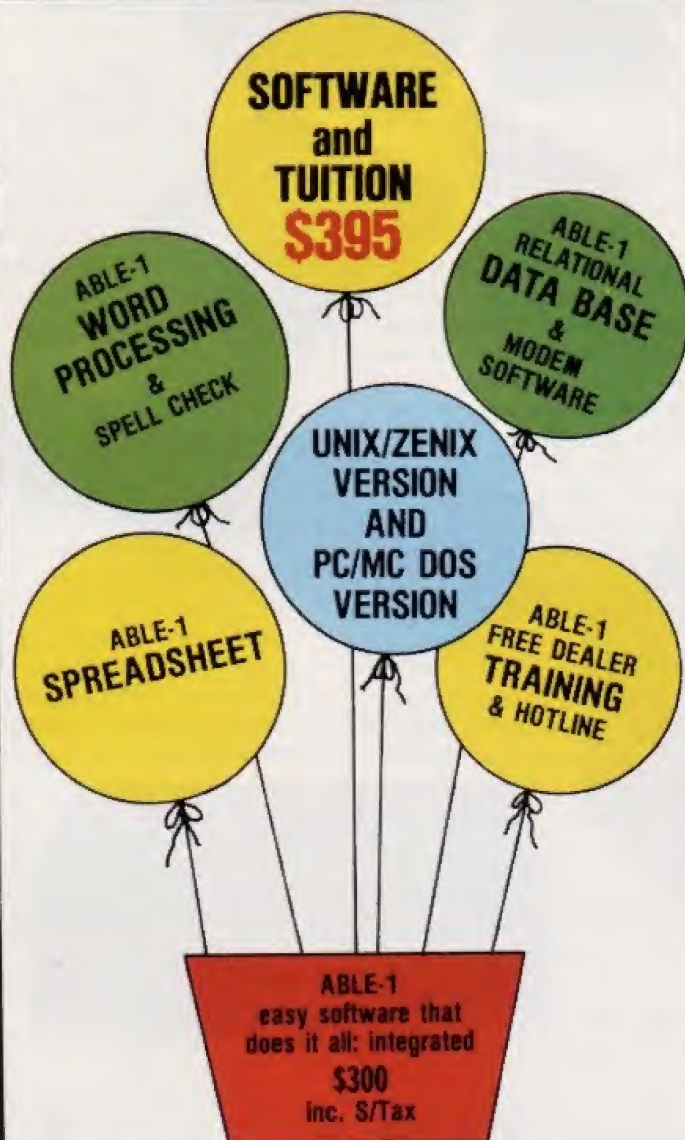 SOFTWARE
and
TUITION
$395
ABLE-1
WORD
PROCESSING
&
SPELL CHECK
ABLE-1
RELATIONAL
DATA BASE
&
MODEM
SOFTWARE
UNIX/ZENIX
VERSION
AND
PC/MC DOS
VERSION
ABLE-1
SPREADSHEET
ABLE-1
FREE DEALER
TRAINING
& HOTLINE
ABLE-1
easy software that
does it all: integrated
$300
inc. S/Tax